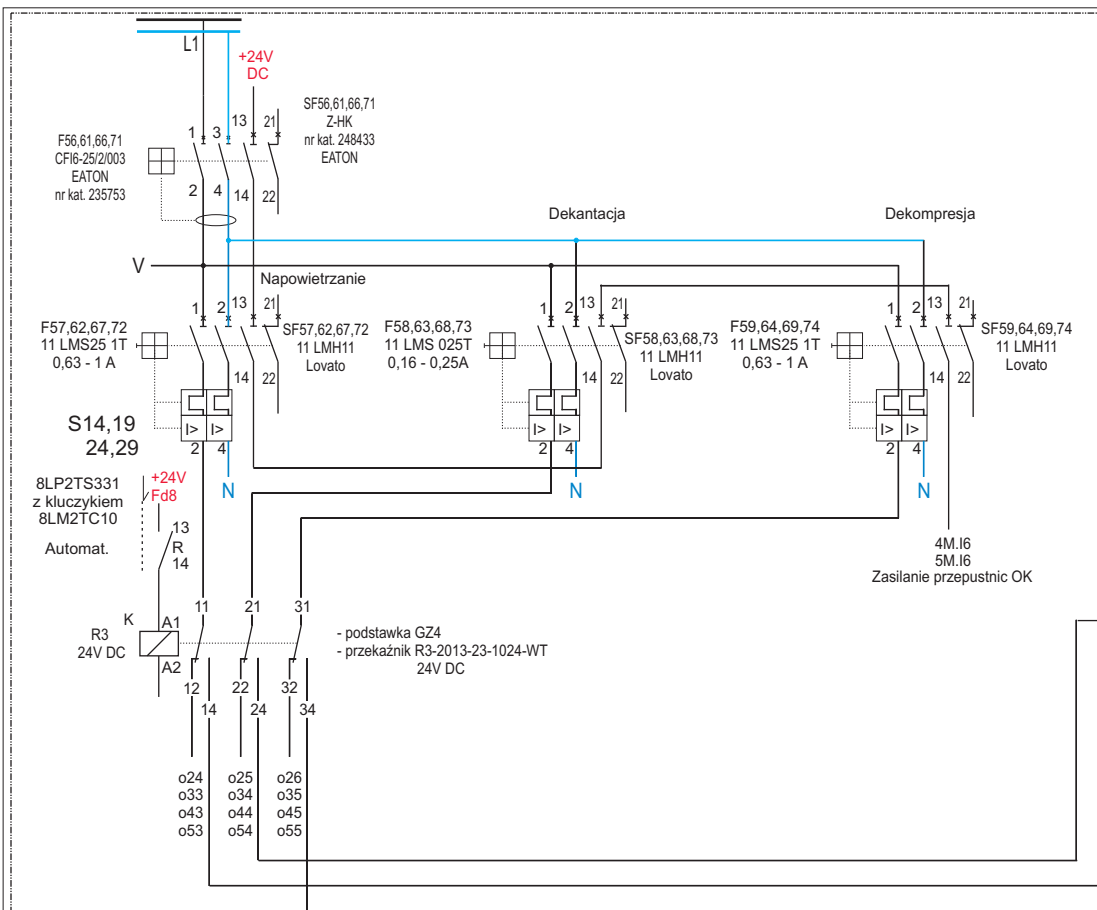 L1
+24V
DC
F56,61,66,71
CFI6-25/2/003
EATON
nr kat. 235753
1
3
13
21
2
4
14
22
SF56,61,66,71
Z-HK
nr kat. 248433
EATON
Dekantacja
Dekompresja
V
Napowietrzanie
F57,62,67,72
11 LMS25 1T
0,63 - 1 A
1
2
13
21
14
22
I>
I>
2
4
N
SF57,62,67,72
11 LMH11
Lovato
F58,63,68,73
11 LMS 025T
0,16 - 0,25A
1
2
13
21
14
22
I>
I>
2
4
N
SF58,63,68,73
11 LMH11
Lovato
F59,64,69,74
11 LMS25 1T
0,63 - 1 A
1
2
13
21
14
22
I>
I>
2
4
N
SF59,64,69,74
11 LMH11
Lovato
S14,19
24,29
8LP2TS331
z kluczykiem
8LM2TC10
Automat.
+24V
Fd8
13
R
14
4M.I6
5M.I6
Zasilanie przepustnic OK
K
A1
R3
24V DC
A2
11
21
31
- podstawka GZ4
- przekaźnik R3-2013-23-1024-WT
24V DC
12
14
22
24
32
34
o24
o33
o43
o53
o25
o34
o44
o54
o26
o35
o45
o55